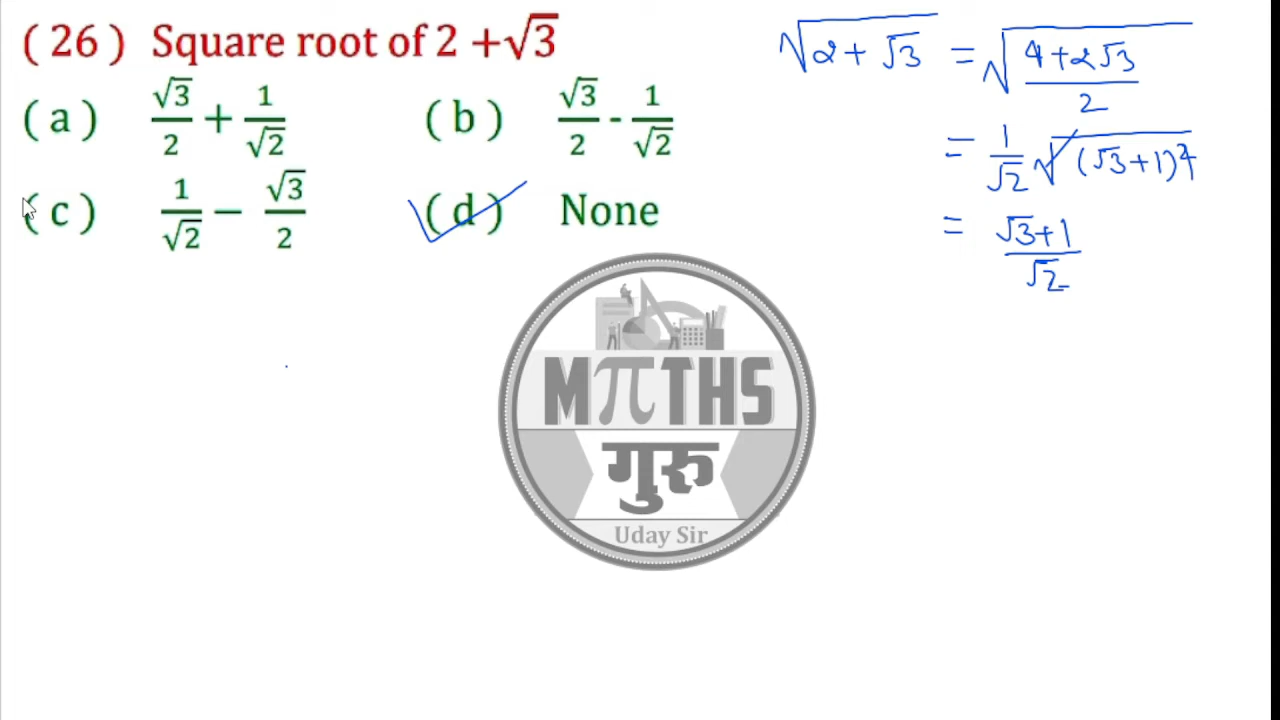 ( 26 ) Square root of 2 +√3
( a ) √3/2 + 1/√2 ( b ) √3/2 - 1/√2
( c ) 1/√2 − √3/2 ( d ) None
√(2 + √3) = √((4+2√3)/2)
= 1/√2 √((√3+1)²)
= (√3+1)/√2
MπTHS
गुरु
Uday Sir